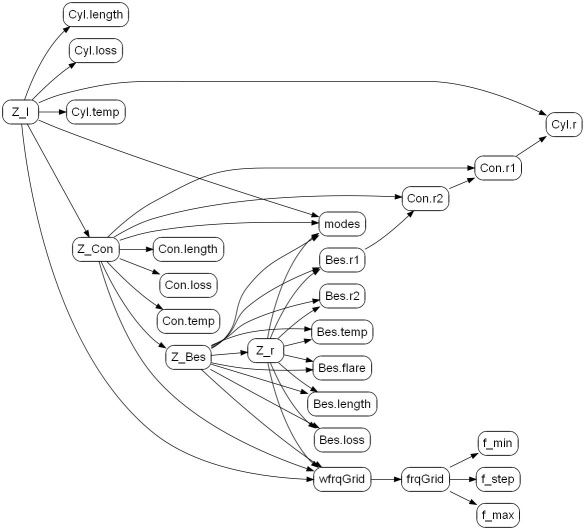 Cyl.length
Cyl.loss
Z_I
Cyl.temp
Cyl.r
Con.r1
Con.r2
modes
Z_Con
Con.length
Bes.r1
Con.loss
Bes.r2
Con.temp
Bes.temp
Z_Bes
Z_r
Bes.flare
Bes.length
Bes.loss
f_min
wfrqGrid
frqGrid
f_step
f_max